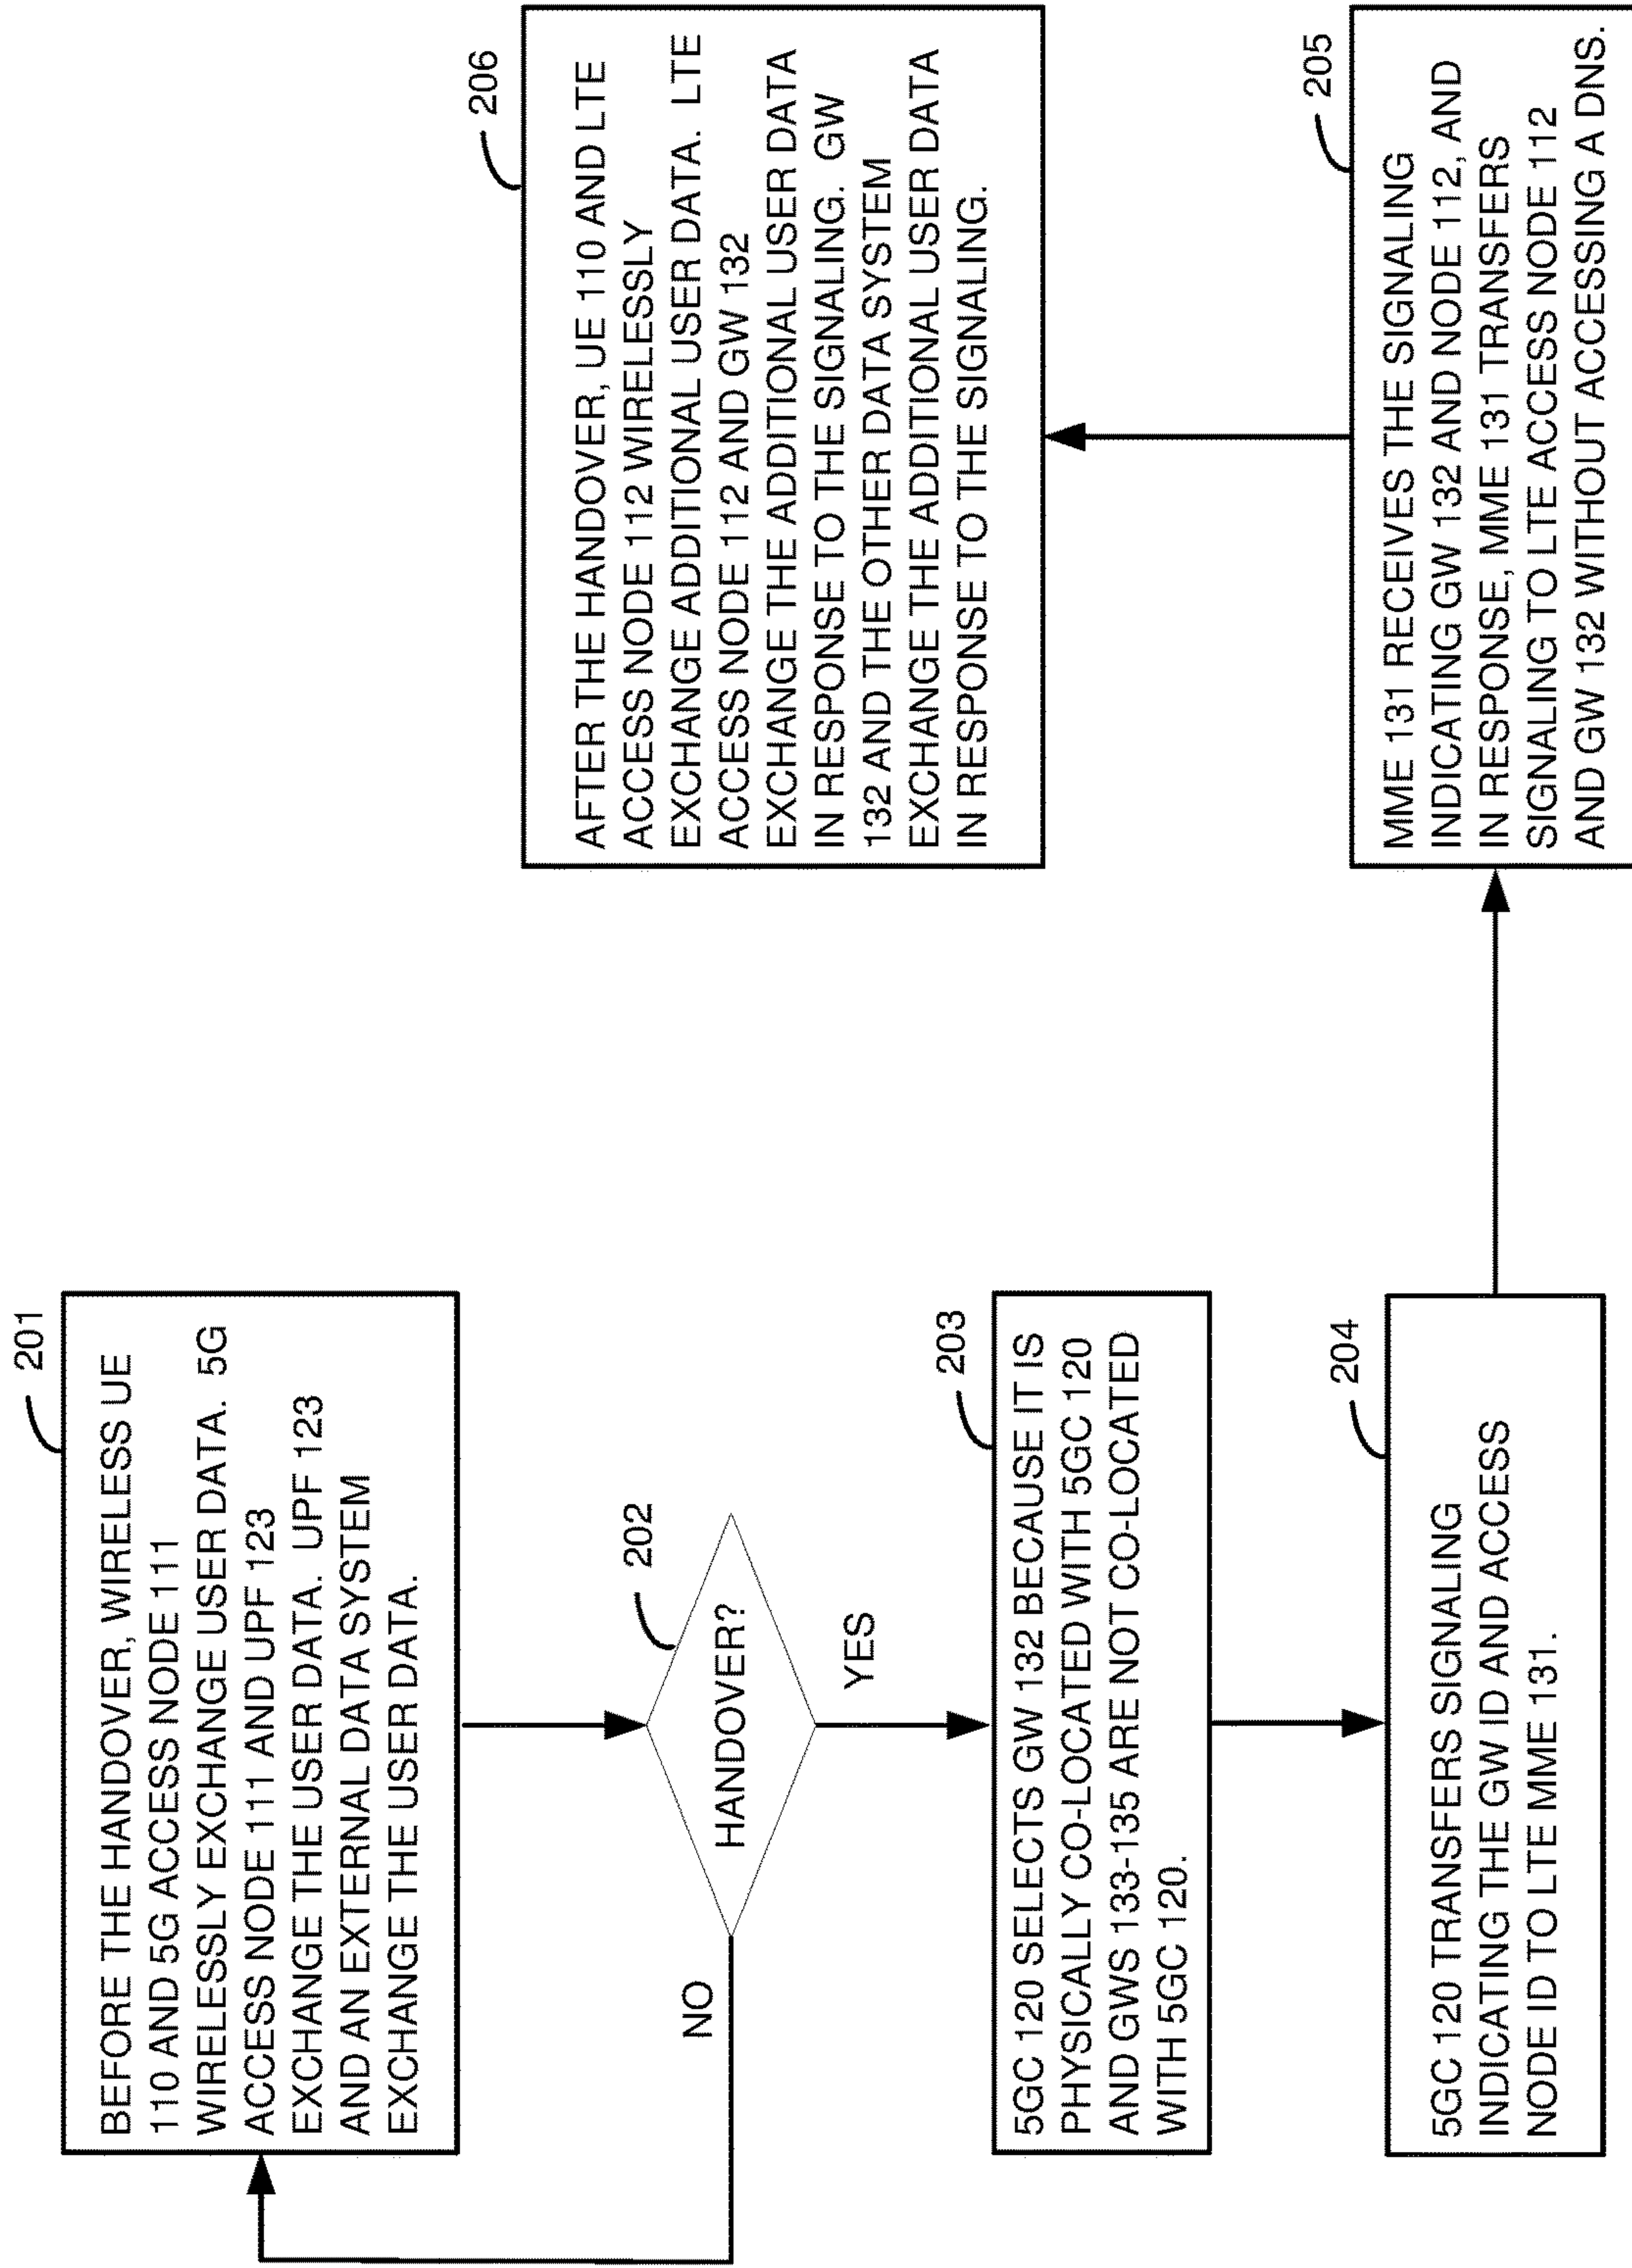 201
BEFORE THE HANDOVER, WIRELESS UE
110 AND 5G ACCESS NODE 111
WIRELESSLY EXCHANGE USER DATA. 5G
ACCESS NODE 111 AND UPF 123
EXCHANGE THE USER DATA. UPF 123
AND AN EXTERNAL DATA SYSTEM
EXCHANGE THE USER DATA.
202
HANDOVER?
NO
YES
203
5GC 120 SELECTS GW 132 BECAUSE IT IS
PHYSICALLY CO-LOCATED WITH 5GC 120
AND GWS 133-135 ARE NOT CO-LOCATED
WITH 5GC 120.
204
5GC 120 TRANSFERS SIGNALING
INDICATING THE GW ID AND ACCESS
NODE ID TO LTE MME 131.
205
MME 131 RECEIVES THE SIGNALING
INDICATING GW 132 AND NODE 112, AND
IN RESPONSE, MME 131 TRANSFERS
SIGNALING TO LTE ACCESS NODE 112
AND GW 132 WITHOUT ACCESSING A DNS.
206
AFTER THE HANDOVER, UE 110 AND LTE
ACCESS NODE 112 WIRELESSLY
EXCHANGE ADDITIONAL USER DATA. LTE
ACCESS NODE 112 AND GW 132
EXCHANGE THE ADDITIONAL USER DATA
IN RESPONSE TO THE SIGNALING. GW
132 AND THE OTHER DATA SYSTEM
EXCHANGE THE ADDITIONAL USER DATA
IN RESPONSE TO THE SIGNALING.